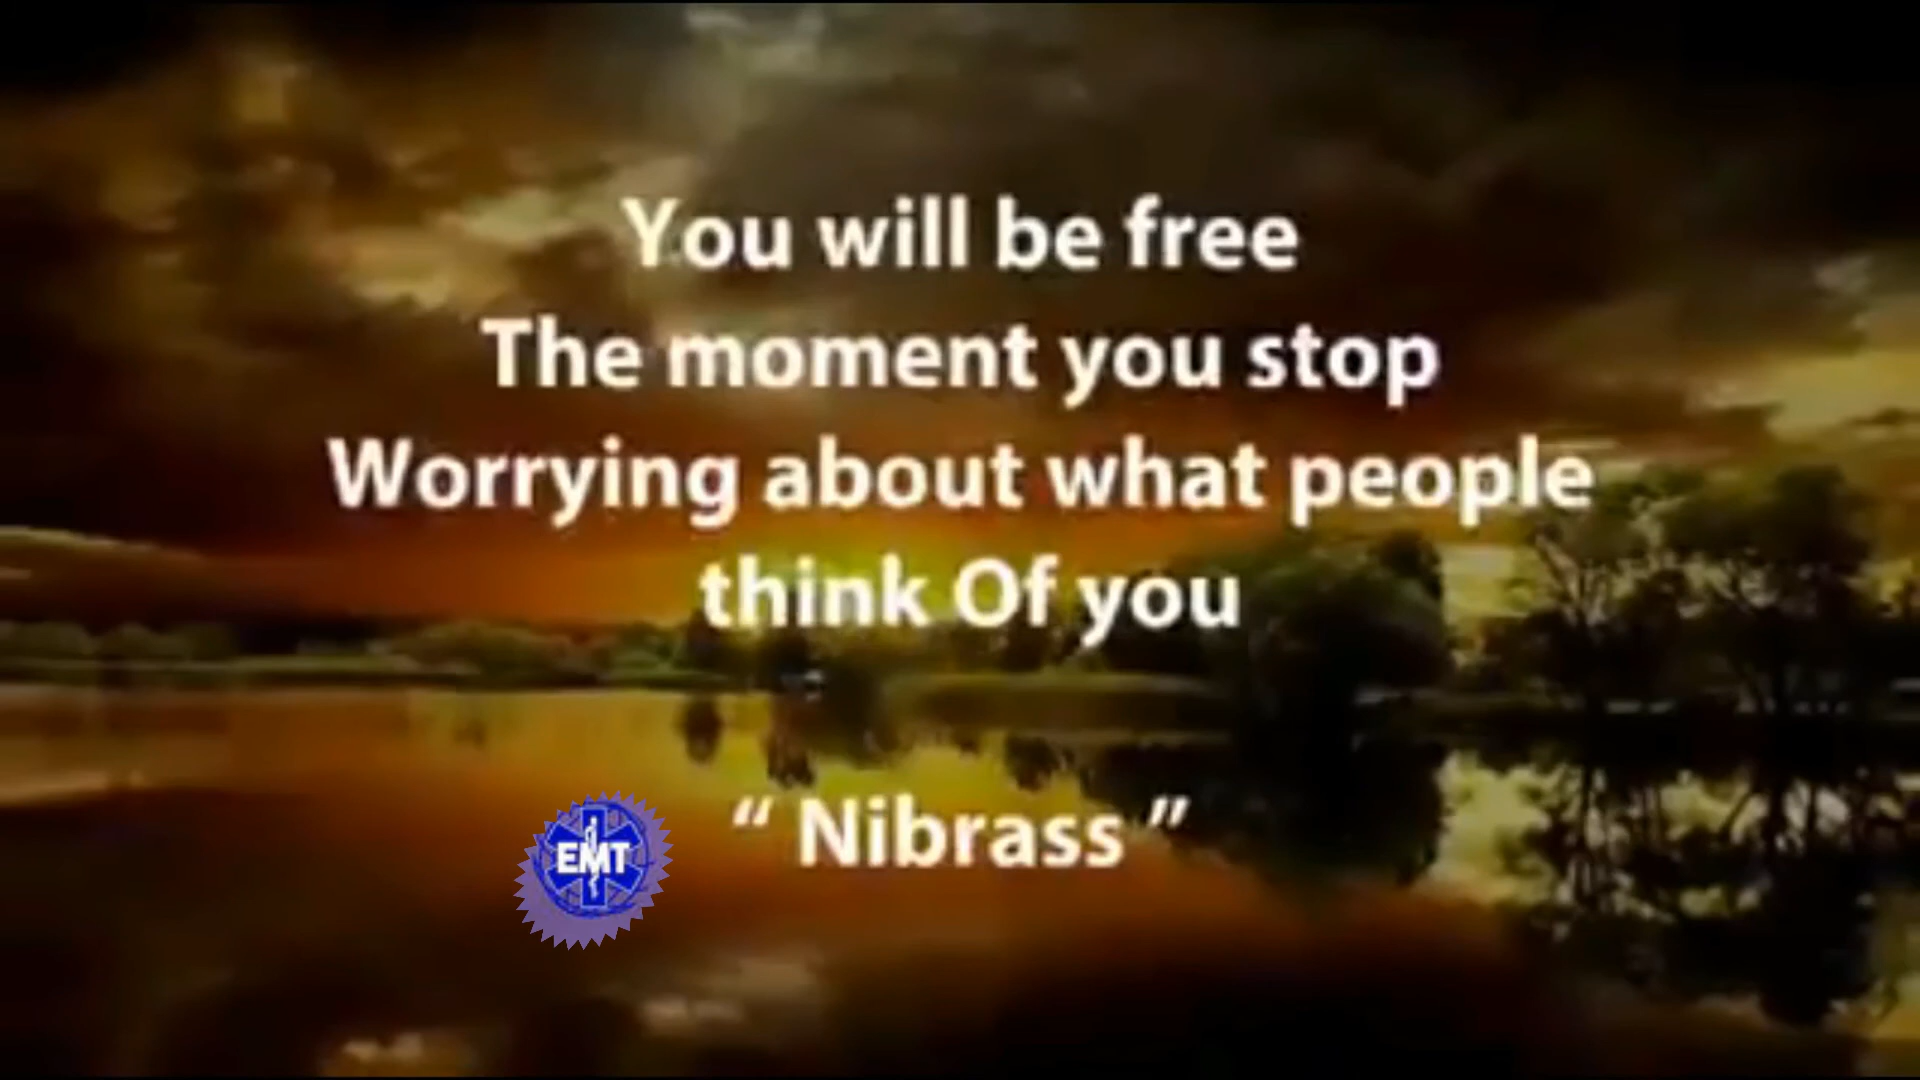 You will be free
The moment you stop
Worrying about what people
think Of you
“ Nibrass ”
EMT